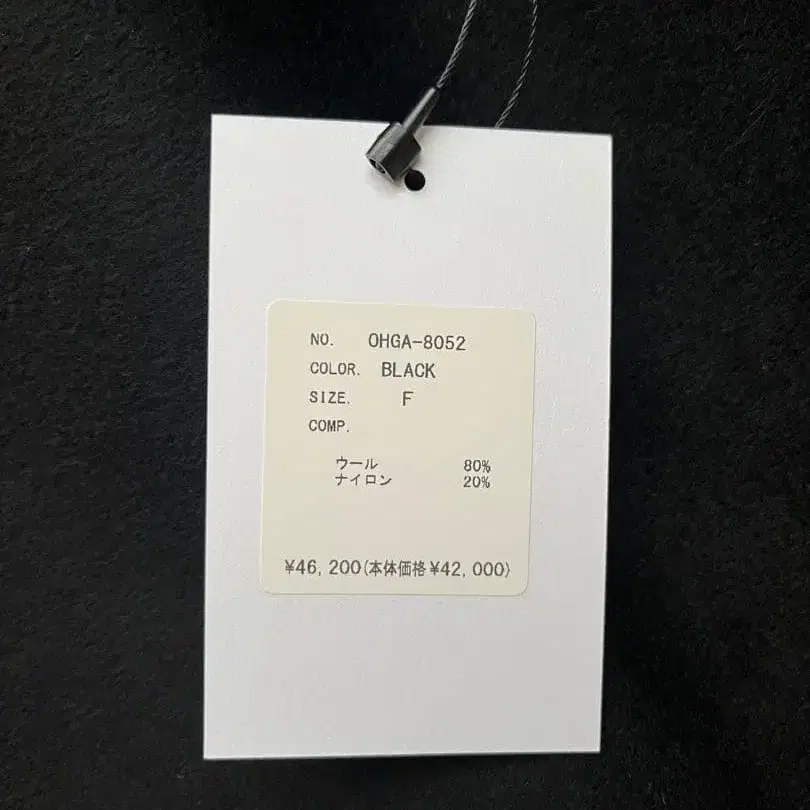 NO. OHGA-8052
COLOR. BLACK
SIZE. F
COMP.
ウール 80%
ナイロン 20%
¥46,200(本体価格¥42,000)